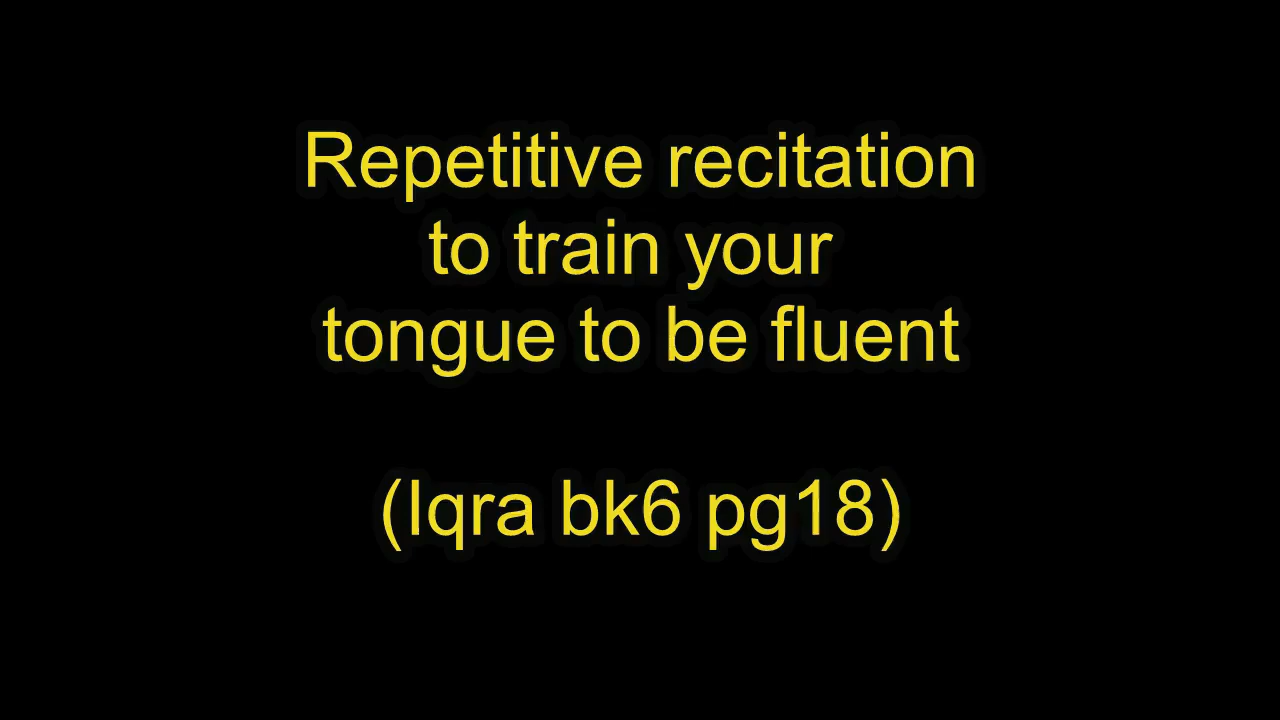 Repetitive recitation
to train your
tongue to be fluent
(Iqra bk6 pg18)